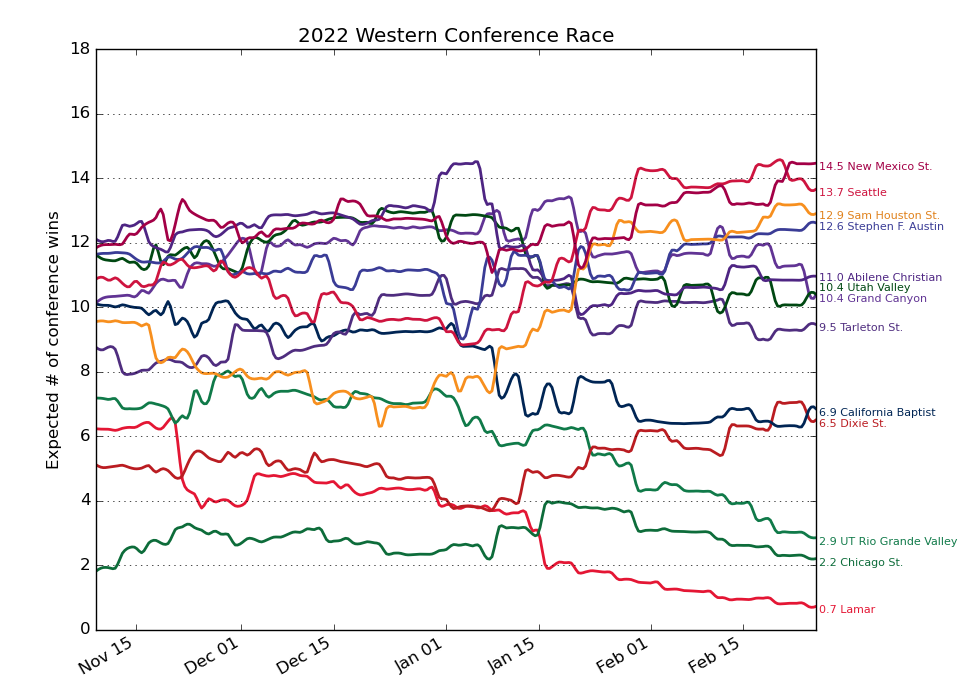 2022 Western Conference Race
Expected # of conference wins
18
16
14
12
10
8
6
4
2
0
14.5 New Mexico St.
13.7 Seattle
12.9 Sam Houston St.
12.6 Stephen F. Austin
11.0 Abilene Christian
10.4 Utah Valley
10.4 Grand Canyon
9.5 Tarleton St.
6.9 California Baptist
6.5 Dixie St.
2.9 UT Rio Grande Valley
2.2 Chicago St.
0.7 Lamar
Nov 15
Dec 01
Dec 15
Jan 01
Jan 15
Feb 01
Feb 15